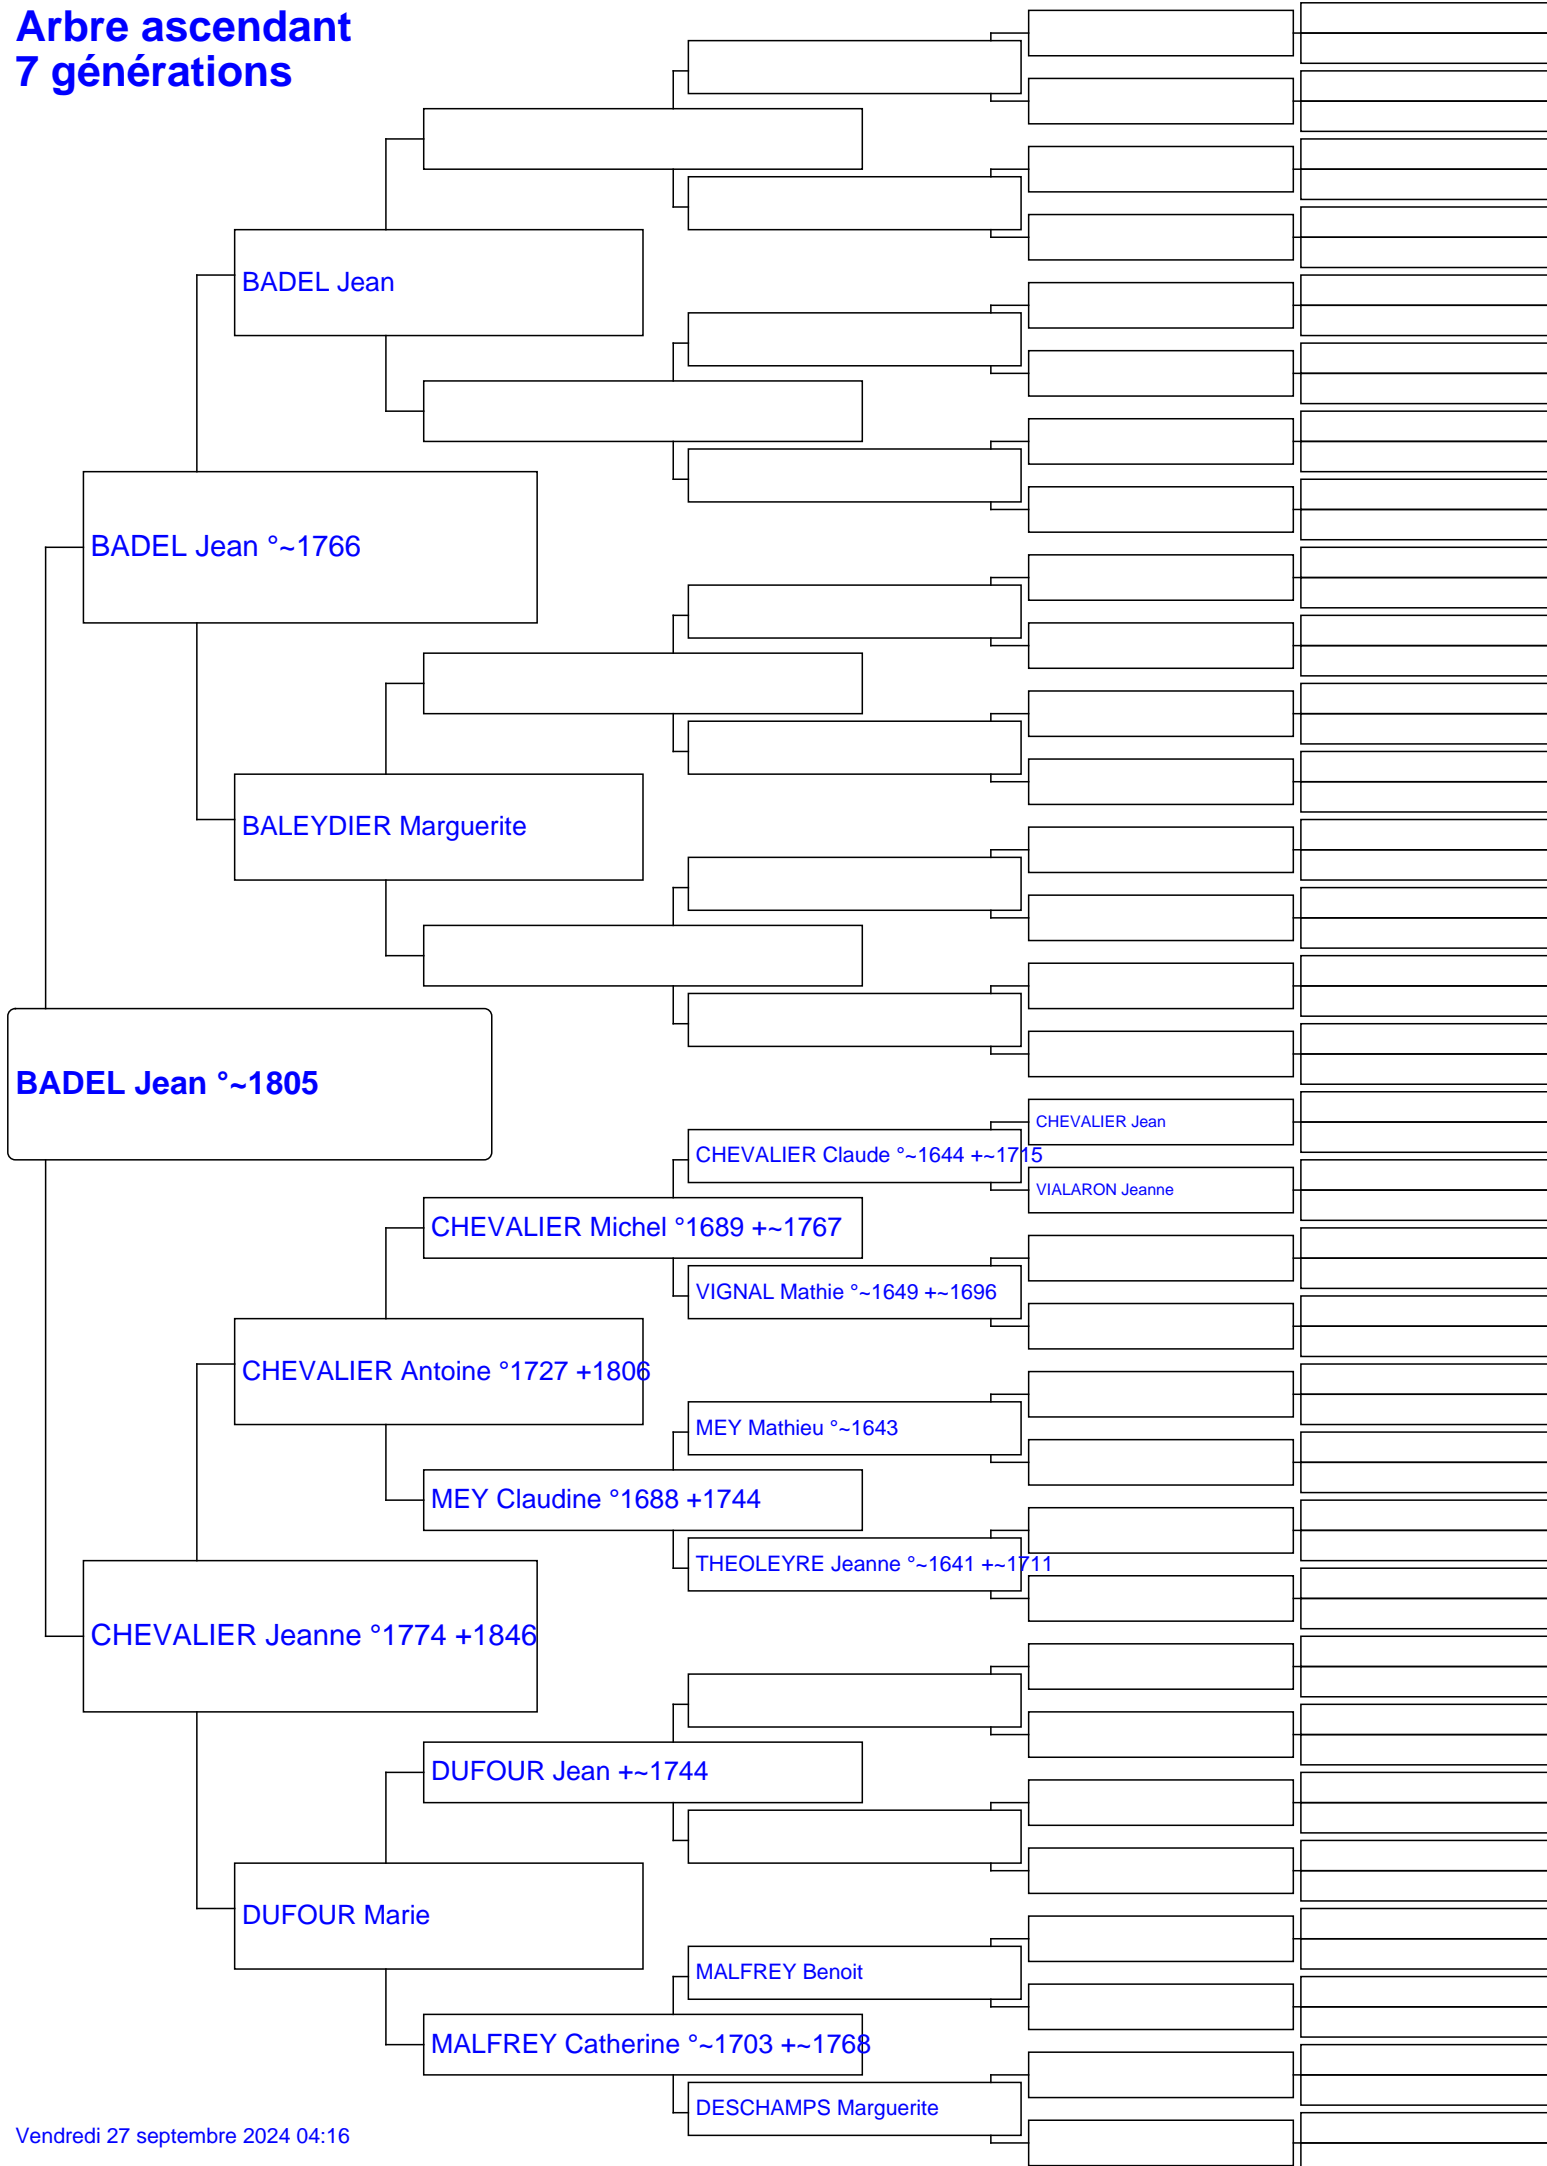 Arbre ascendant
7 générations
BADEL Jean
BADEL Jean °~1766
BALEYDIER Marguerite
BADEL Jean °~1805
CHEVALIER Jean
CHEVALIER Claude °~1644 +~1715
VIALARON Jeanne
CHEVALIER Michel °1689 +~1767
VIGNAL Mathie °~1649 +~1696
CHEVALIER Antoine °1727 +1806
MEY Mathieu °~1643
MEY Claudine °1688 +1744
THEOLEYRE Jeanne °~1641 +~1711
CHEVALIER Jeanne °1774 +1846
DUFOUR Jean +~1744
DUFOUR Marie
MALFREY Benoit
MALFREY Catherine °~1703 +~1768
DESCHAMPS Marguerite
Vendredi 27 septembre 2024 04:16